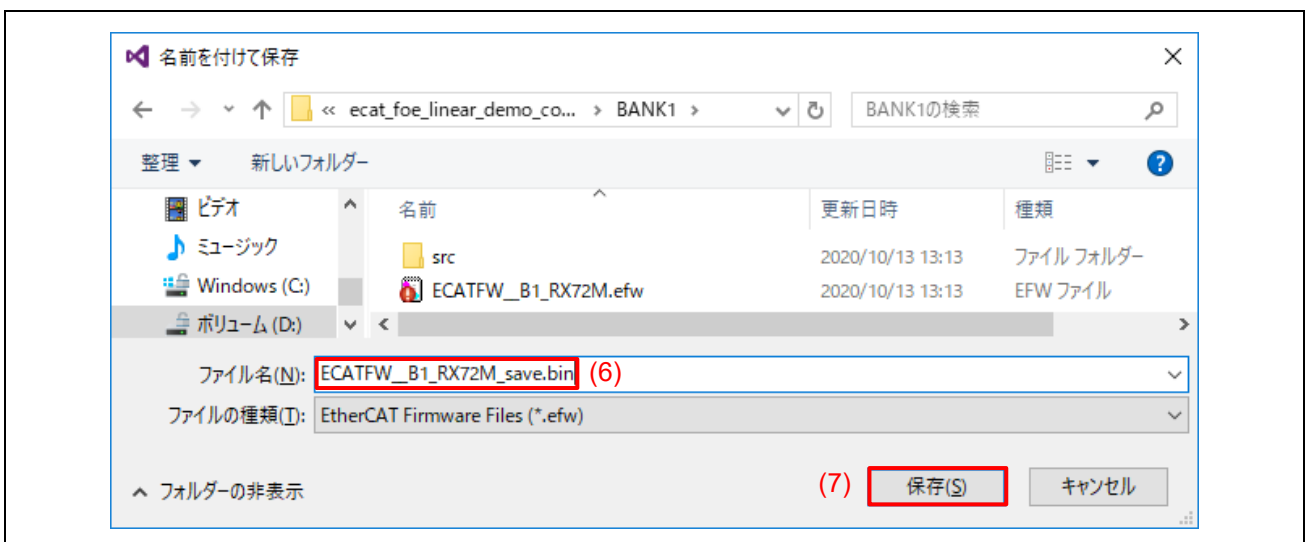 名前を付けて保存
« ecat_foe_linear_demo_co... > BANK1 > BANK1の検索
整理 新しいフォルダー ?
ビデオ 名前 更新日時 種類
ミュージック src 2020/10/13 13:13 ファイル フォルダー
Windows (C:) ECATFW__B1_RX72M.efw 2020/10/13 13:13 EFW ファイル
ボリューム (D:)
ファイル名(N): ECATFW__B1_RX72M_save.bin (6)
ファイルの種類(T): EtherCAT Firmware Files (*.efw)
フォルダーの非表示 (7) 保存(S) キャンセル